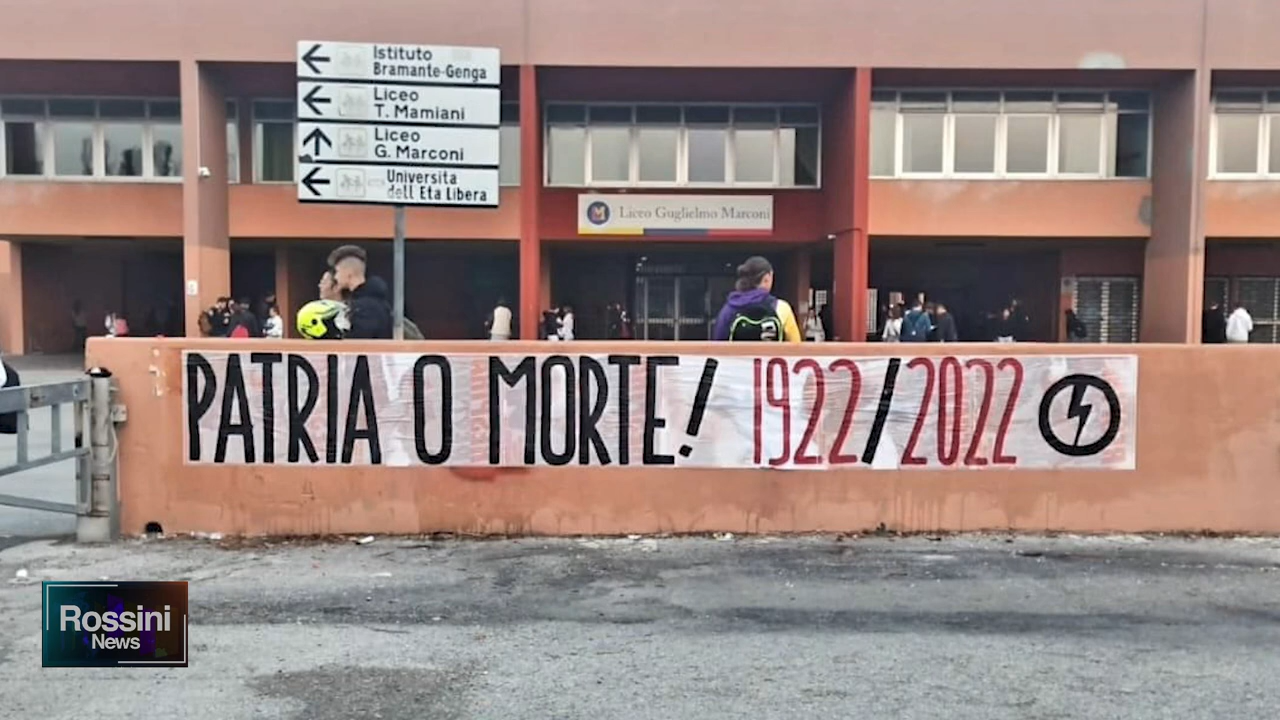 Istituto
Bramante-Genga
Liceo
T. Mamiani
Liceo
G. Marconi
Università
dell Età Libera
Liceo Guglielmo Marconi
PATRIA O MORTE! 1922/2022
Rossini
News